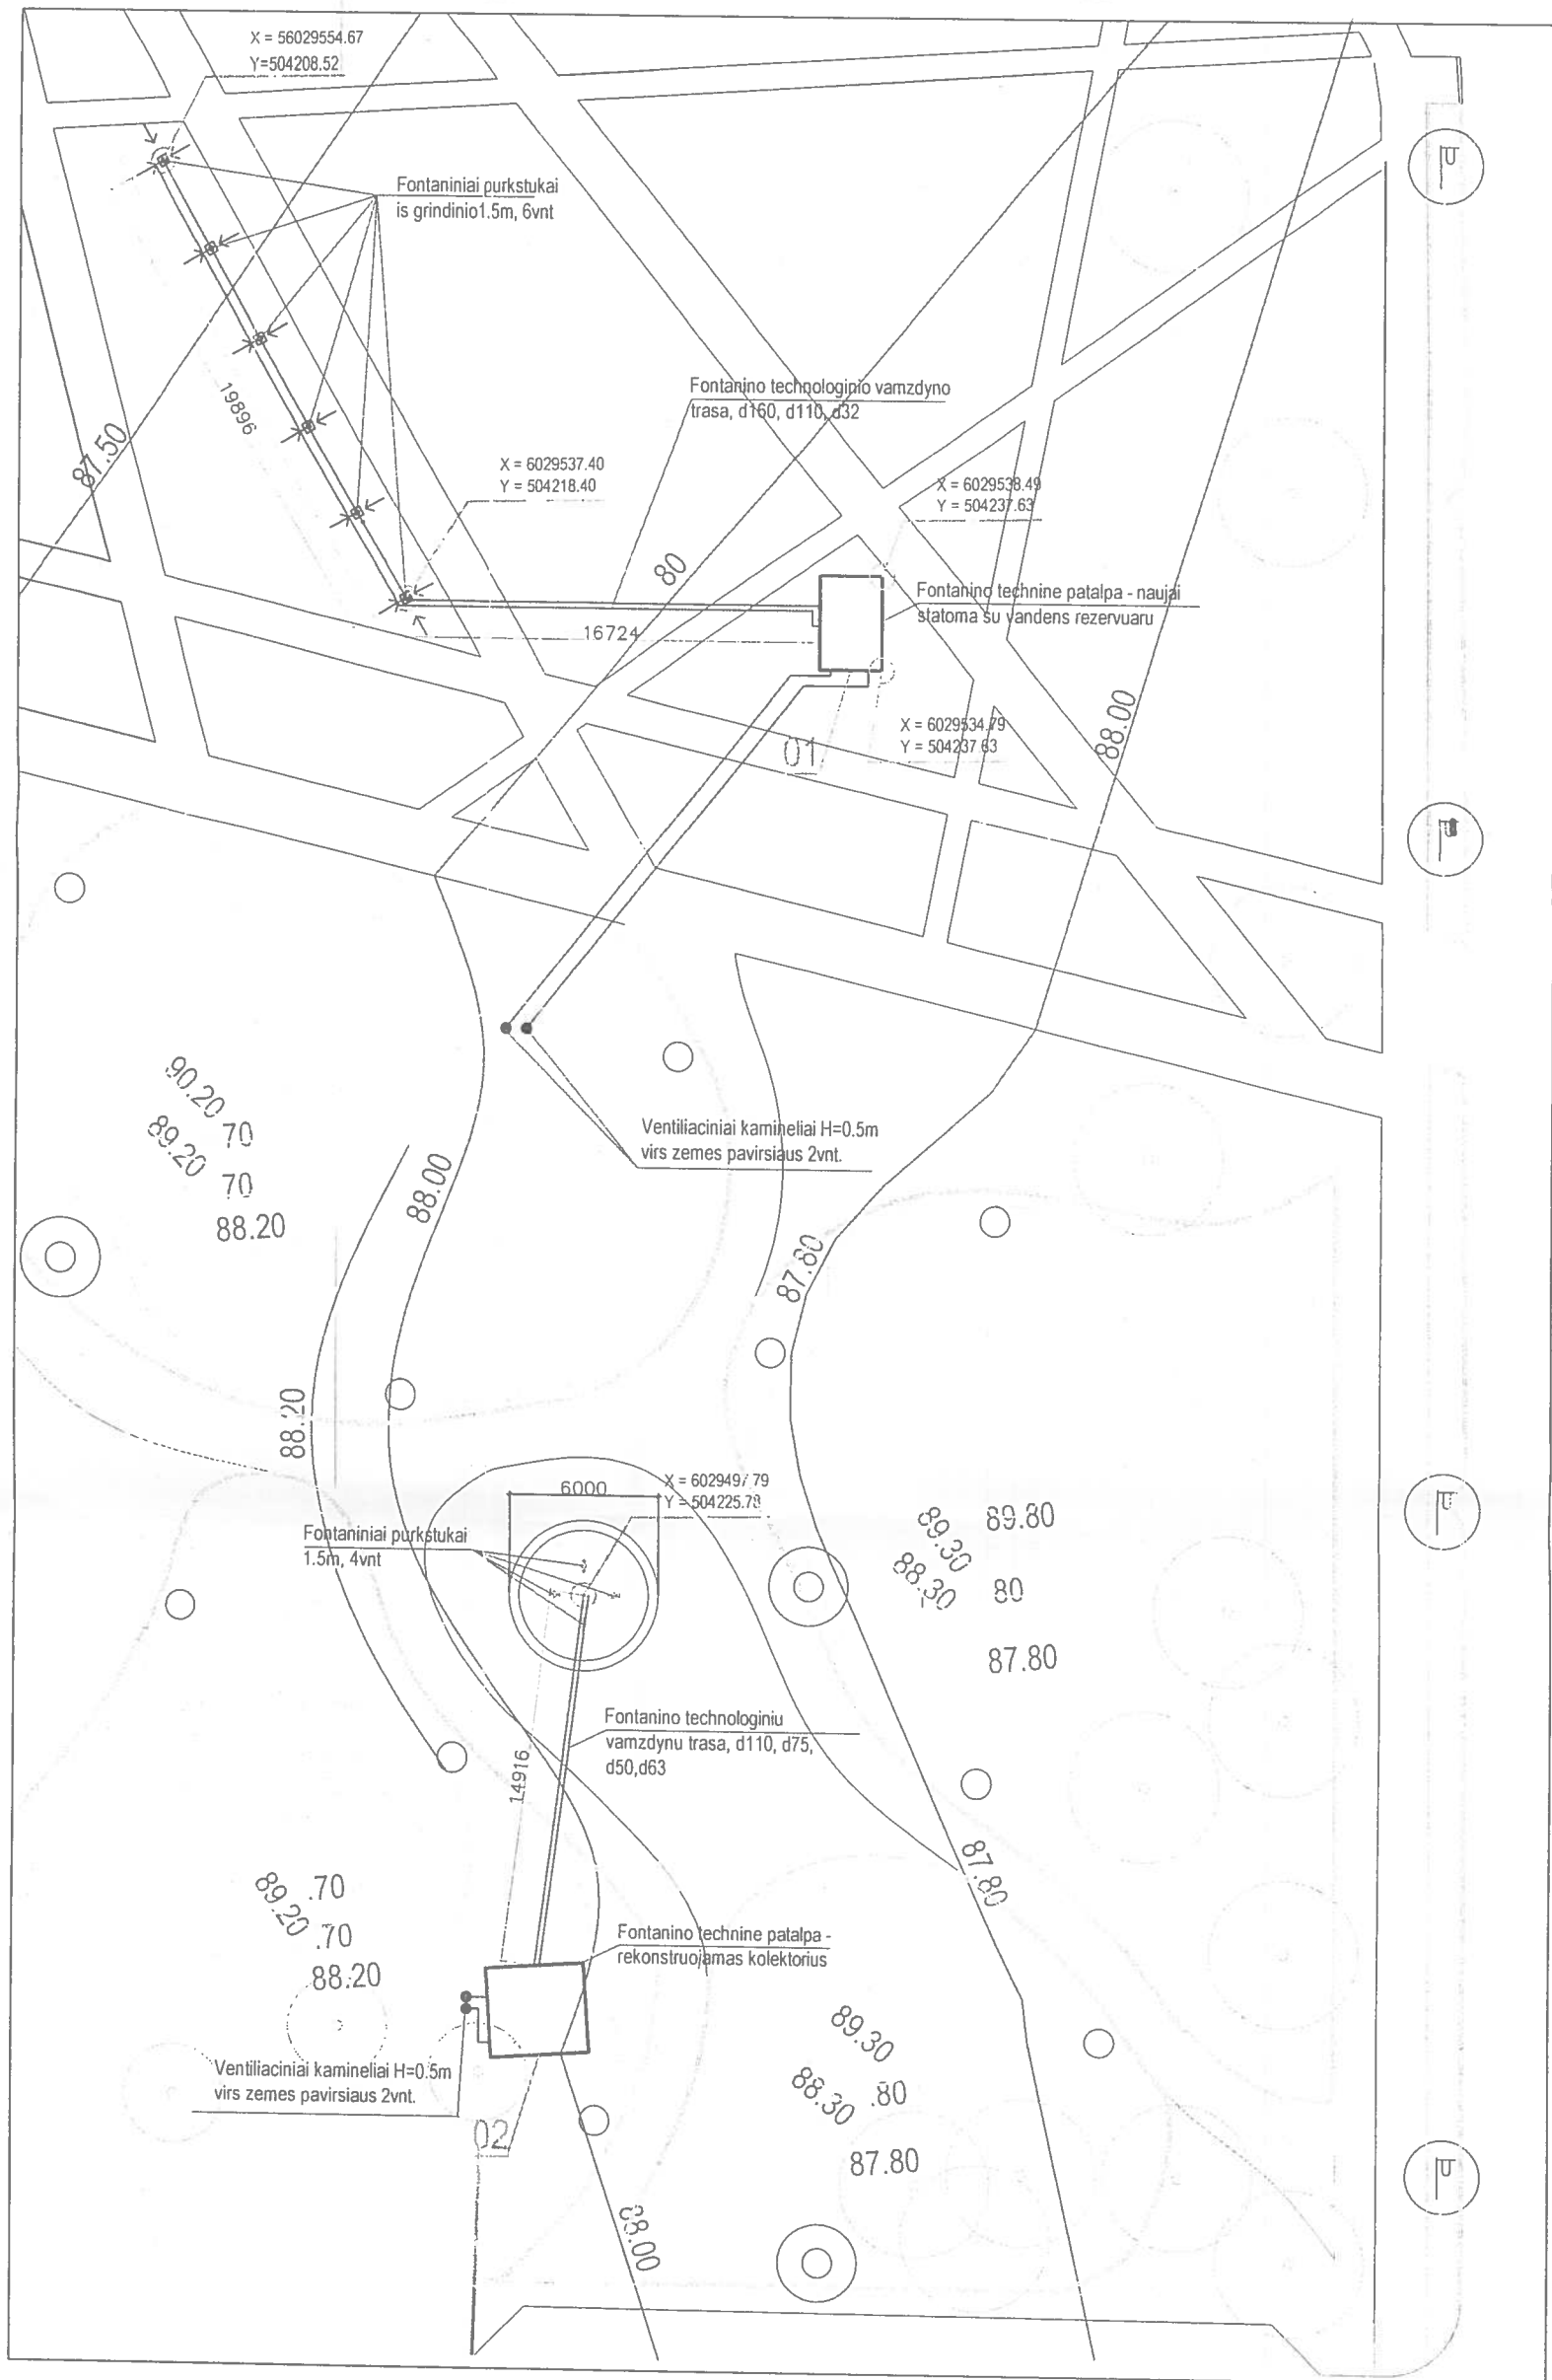 X = 56029554.67
Y=504208.52
Fontaniniai purkstukai
is grindinio1.5m, 6vnt
19896
87.50
Fontanino technologinio vamzdyno
trasa, d160, d110, d32
X = 6029537.40
Y = 504218.40
X = 6029538.49
Y = 504237.63
80
Fontanino technine patalpa - naujai
statoma su vandens rezervuaru
16724
X = 6029534.79
Y = 504237.63
01
88.00
90.20
70
89.20
70
88.20
88.00
Ventiliaciniai kamineliai H=0.5m
virs zemes pavirsiaus 2vnt.
87.80
88.20
6000
X = 6029497.79
Y = 504225.78
Fontaniniai purkstukai
1.5m, 4vnt
89.80
89.30
88.30
80
87.80
Fontanino technologiniu
vamzdynu trasa, d110, d75,
d50,d63
14916
87.80
89.20
.70
.70
88.20
Fontanino technine patalpa -
rekonstruojamas kolektorius
Ventiliaciniai kamineliai H=0.5m
virs zemes pavirsiaus 2vnt.
02
89.30
88.30
.80
87.80
88.00